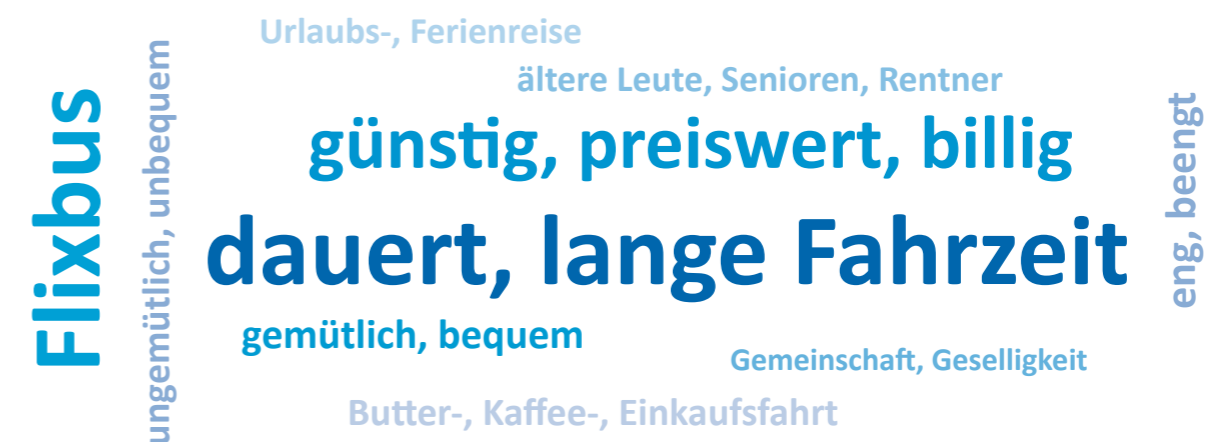 Urlaubs-, Ferienreise
ältere Leute, Senioren, Rentner
Flixbus
ungemütlich, unbequem
günstig, preiswert, billig
eng, beengt
dauert, lange Fahrzeit
gemütlich, bequem
Gemeinschaft, Geselligkeit
Butter-, Kaffee-, Einkaufsfahrt